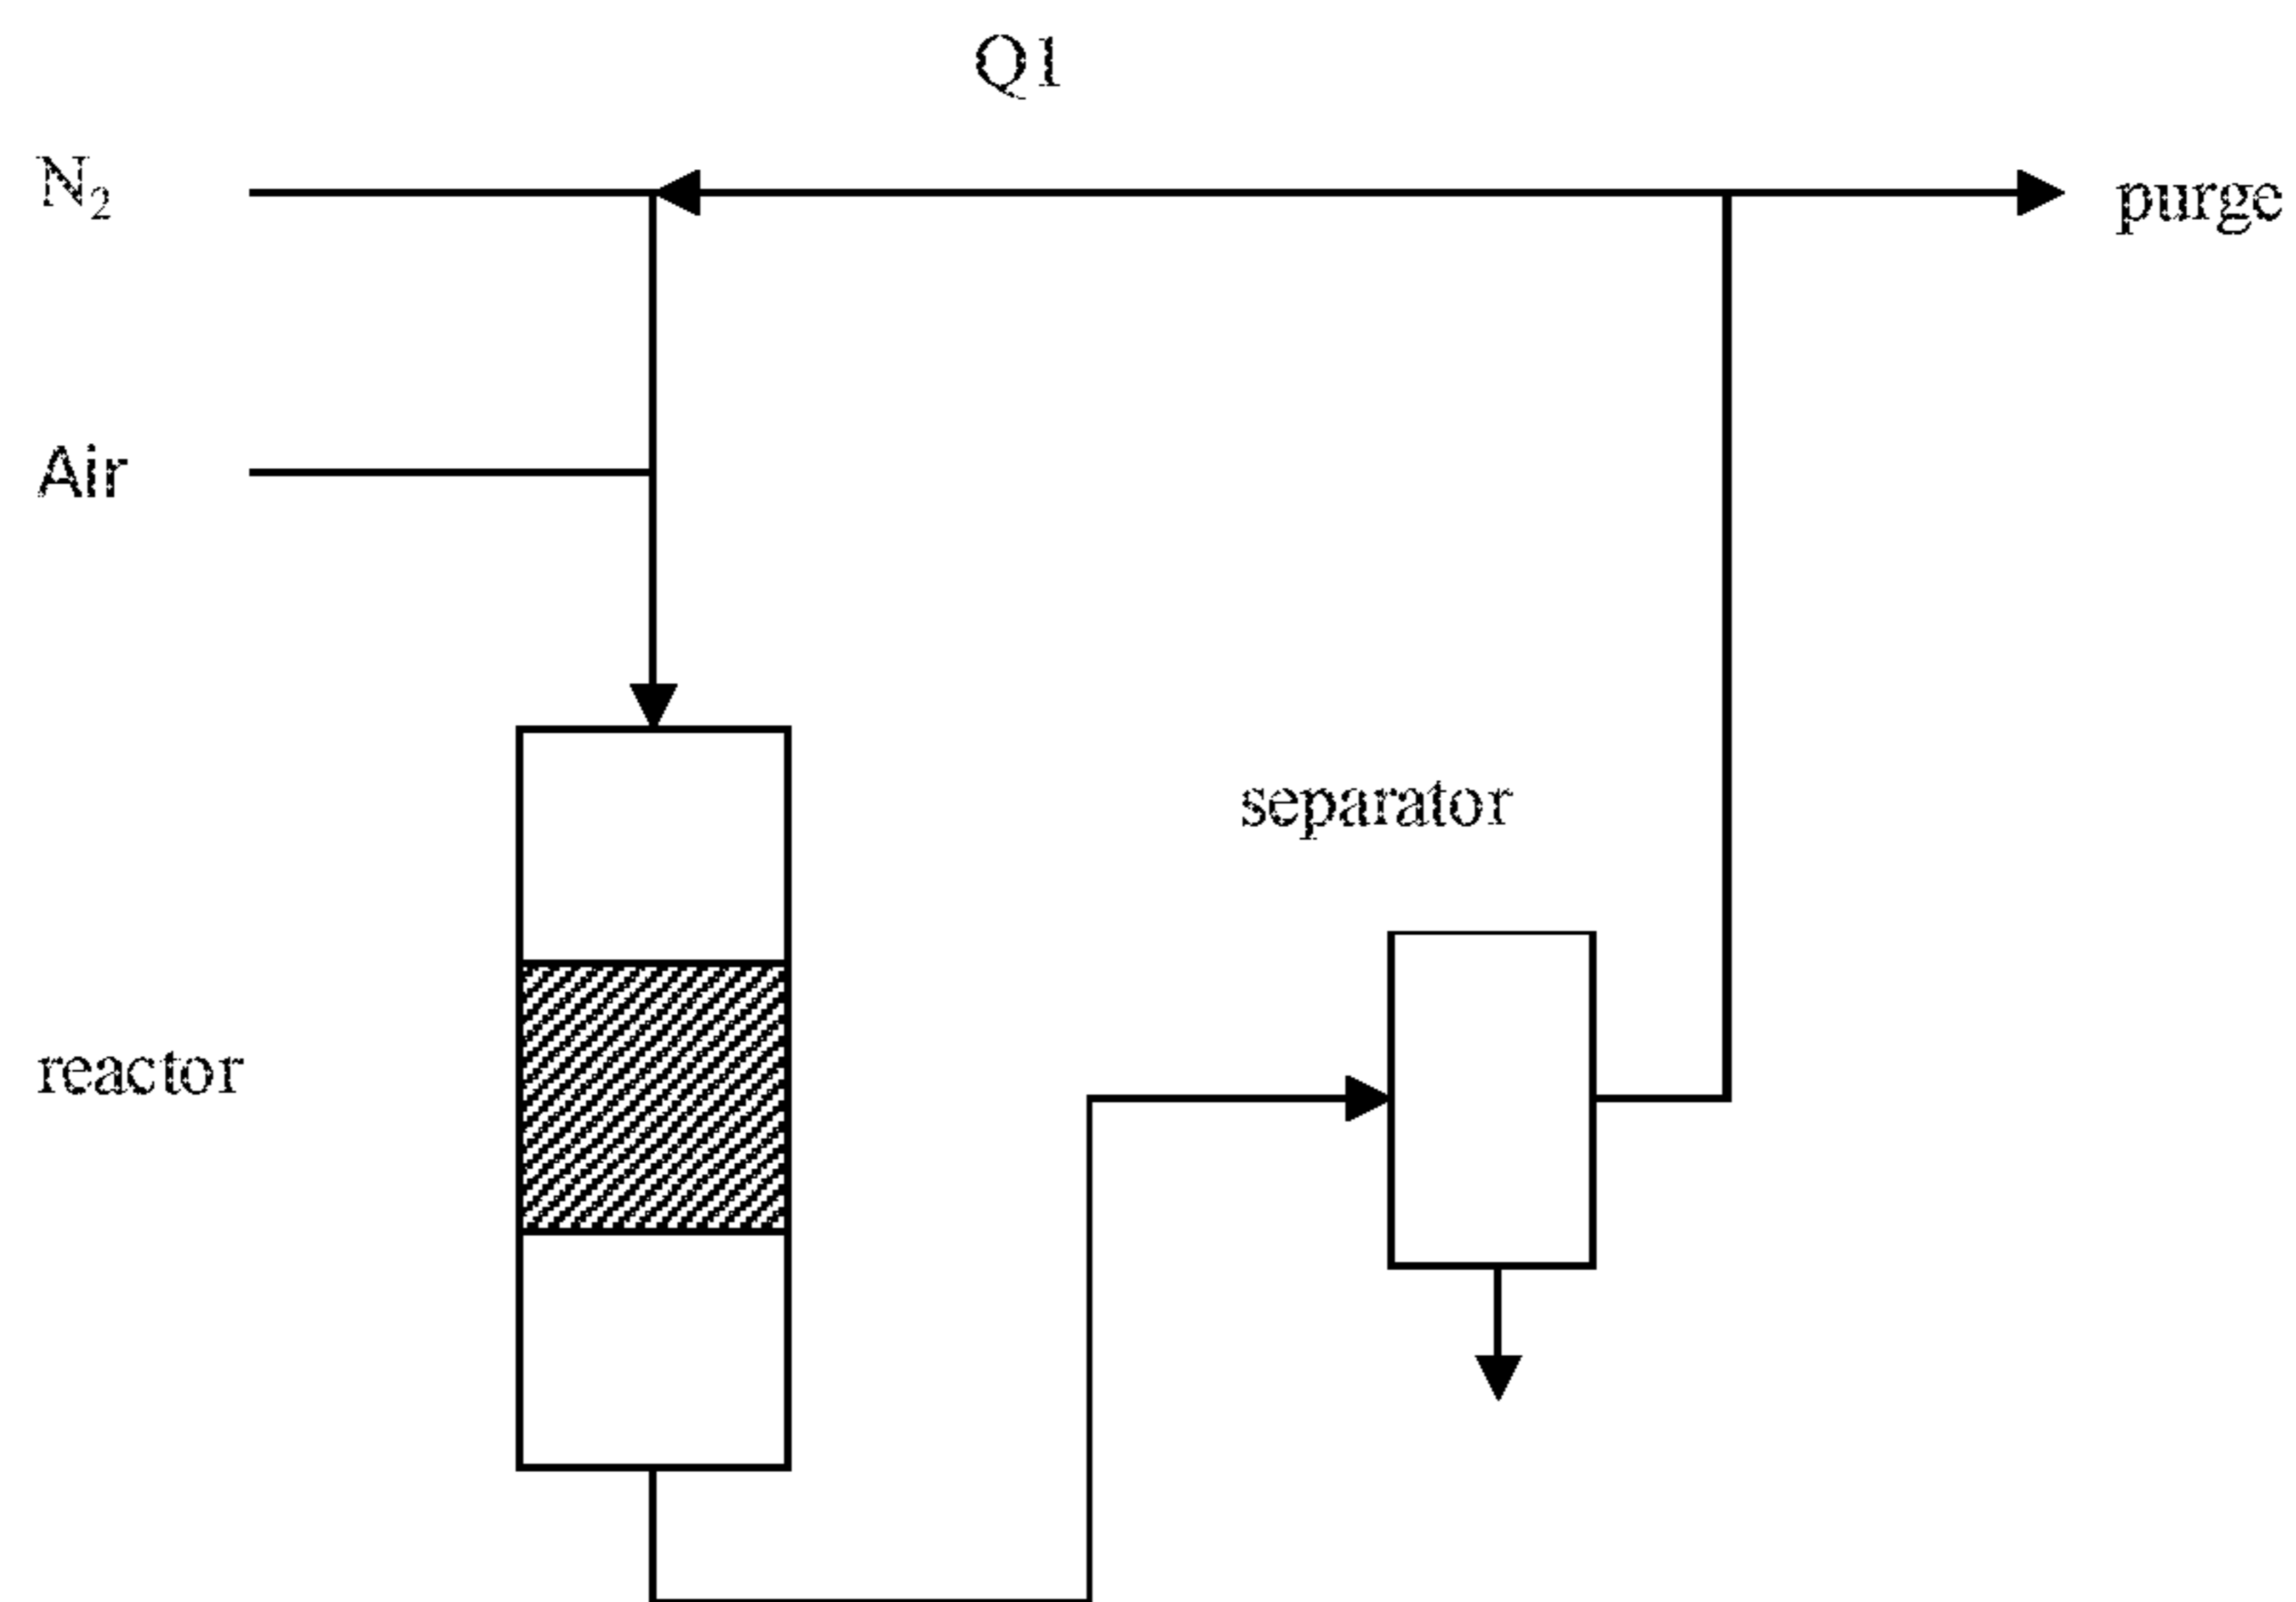 Q1
N₂
purge
Air
separator
reactor